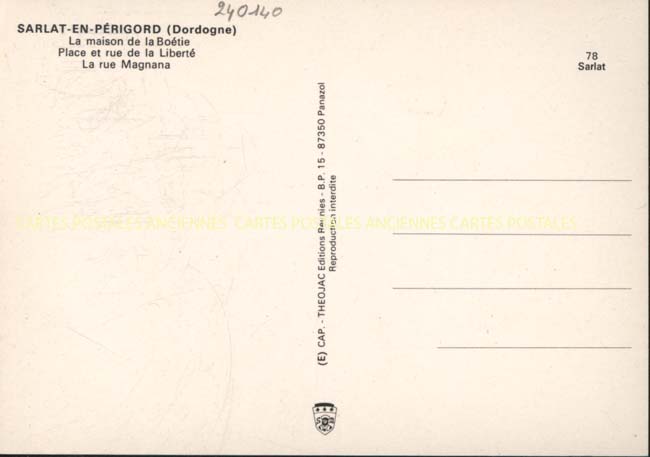 240140
SARLAT-EN-PÉRIGORD (Dordogne)
La maison de la Boétie
Place et rue de la Liberté
La rue Magnana
78
Sarlat
(E) CAP. - THEOJAC Editions Réunies - B.P. 15 - 87350 Panazol
Reproduction interdite
CARTES POSTALES ANCIENNES CARTES POSTALES ANCIENNES CARTES POSTALES